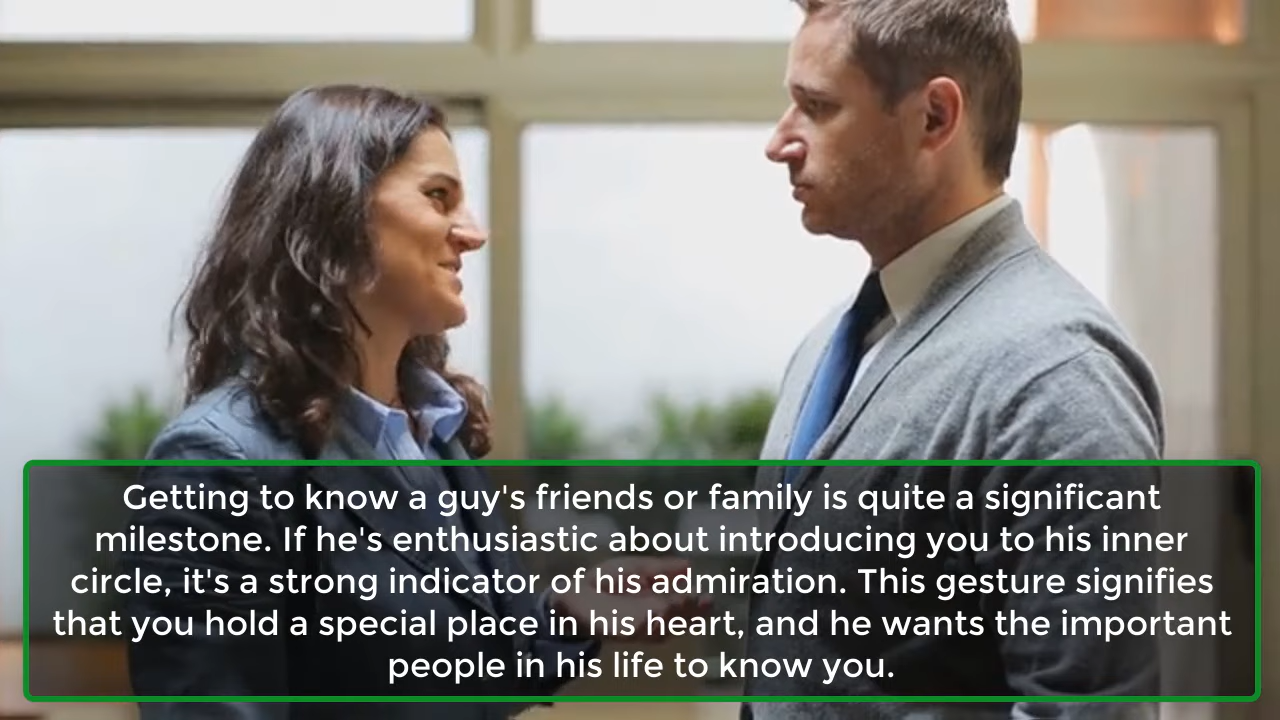 Getting to know a guy's friends or family is quite a significant
milestone. If he's enthusiastic about introducing you to his inner
circle, it's a strong indicator of his admiration. This gesture signifies
that you hold a special place in his heart, and he wants the important
people in his life to know you.